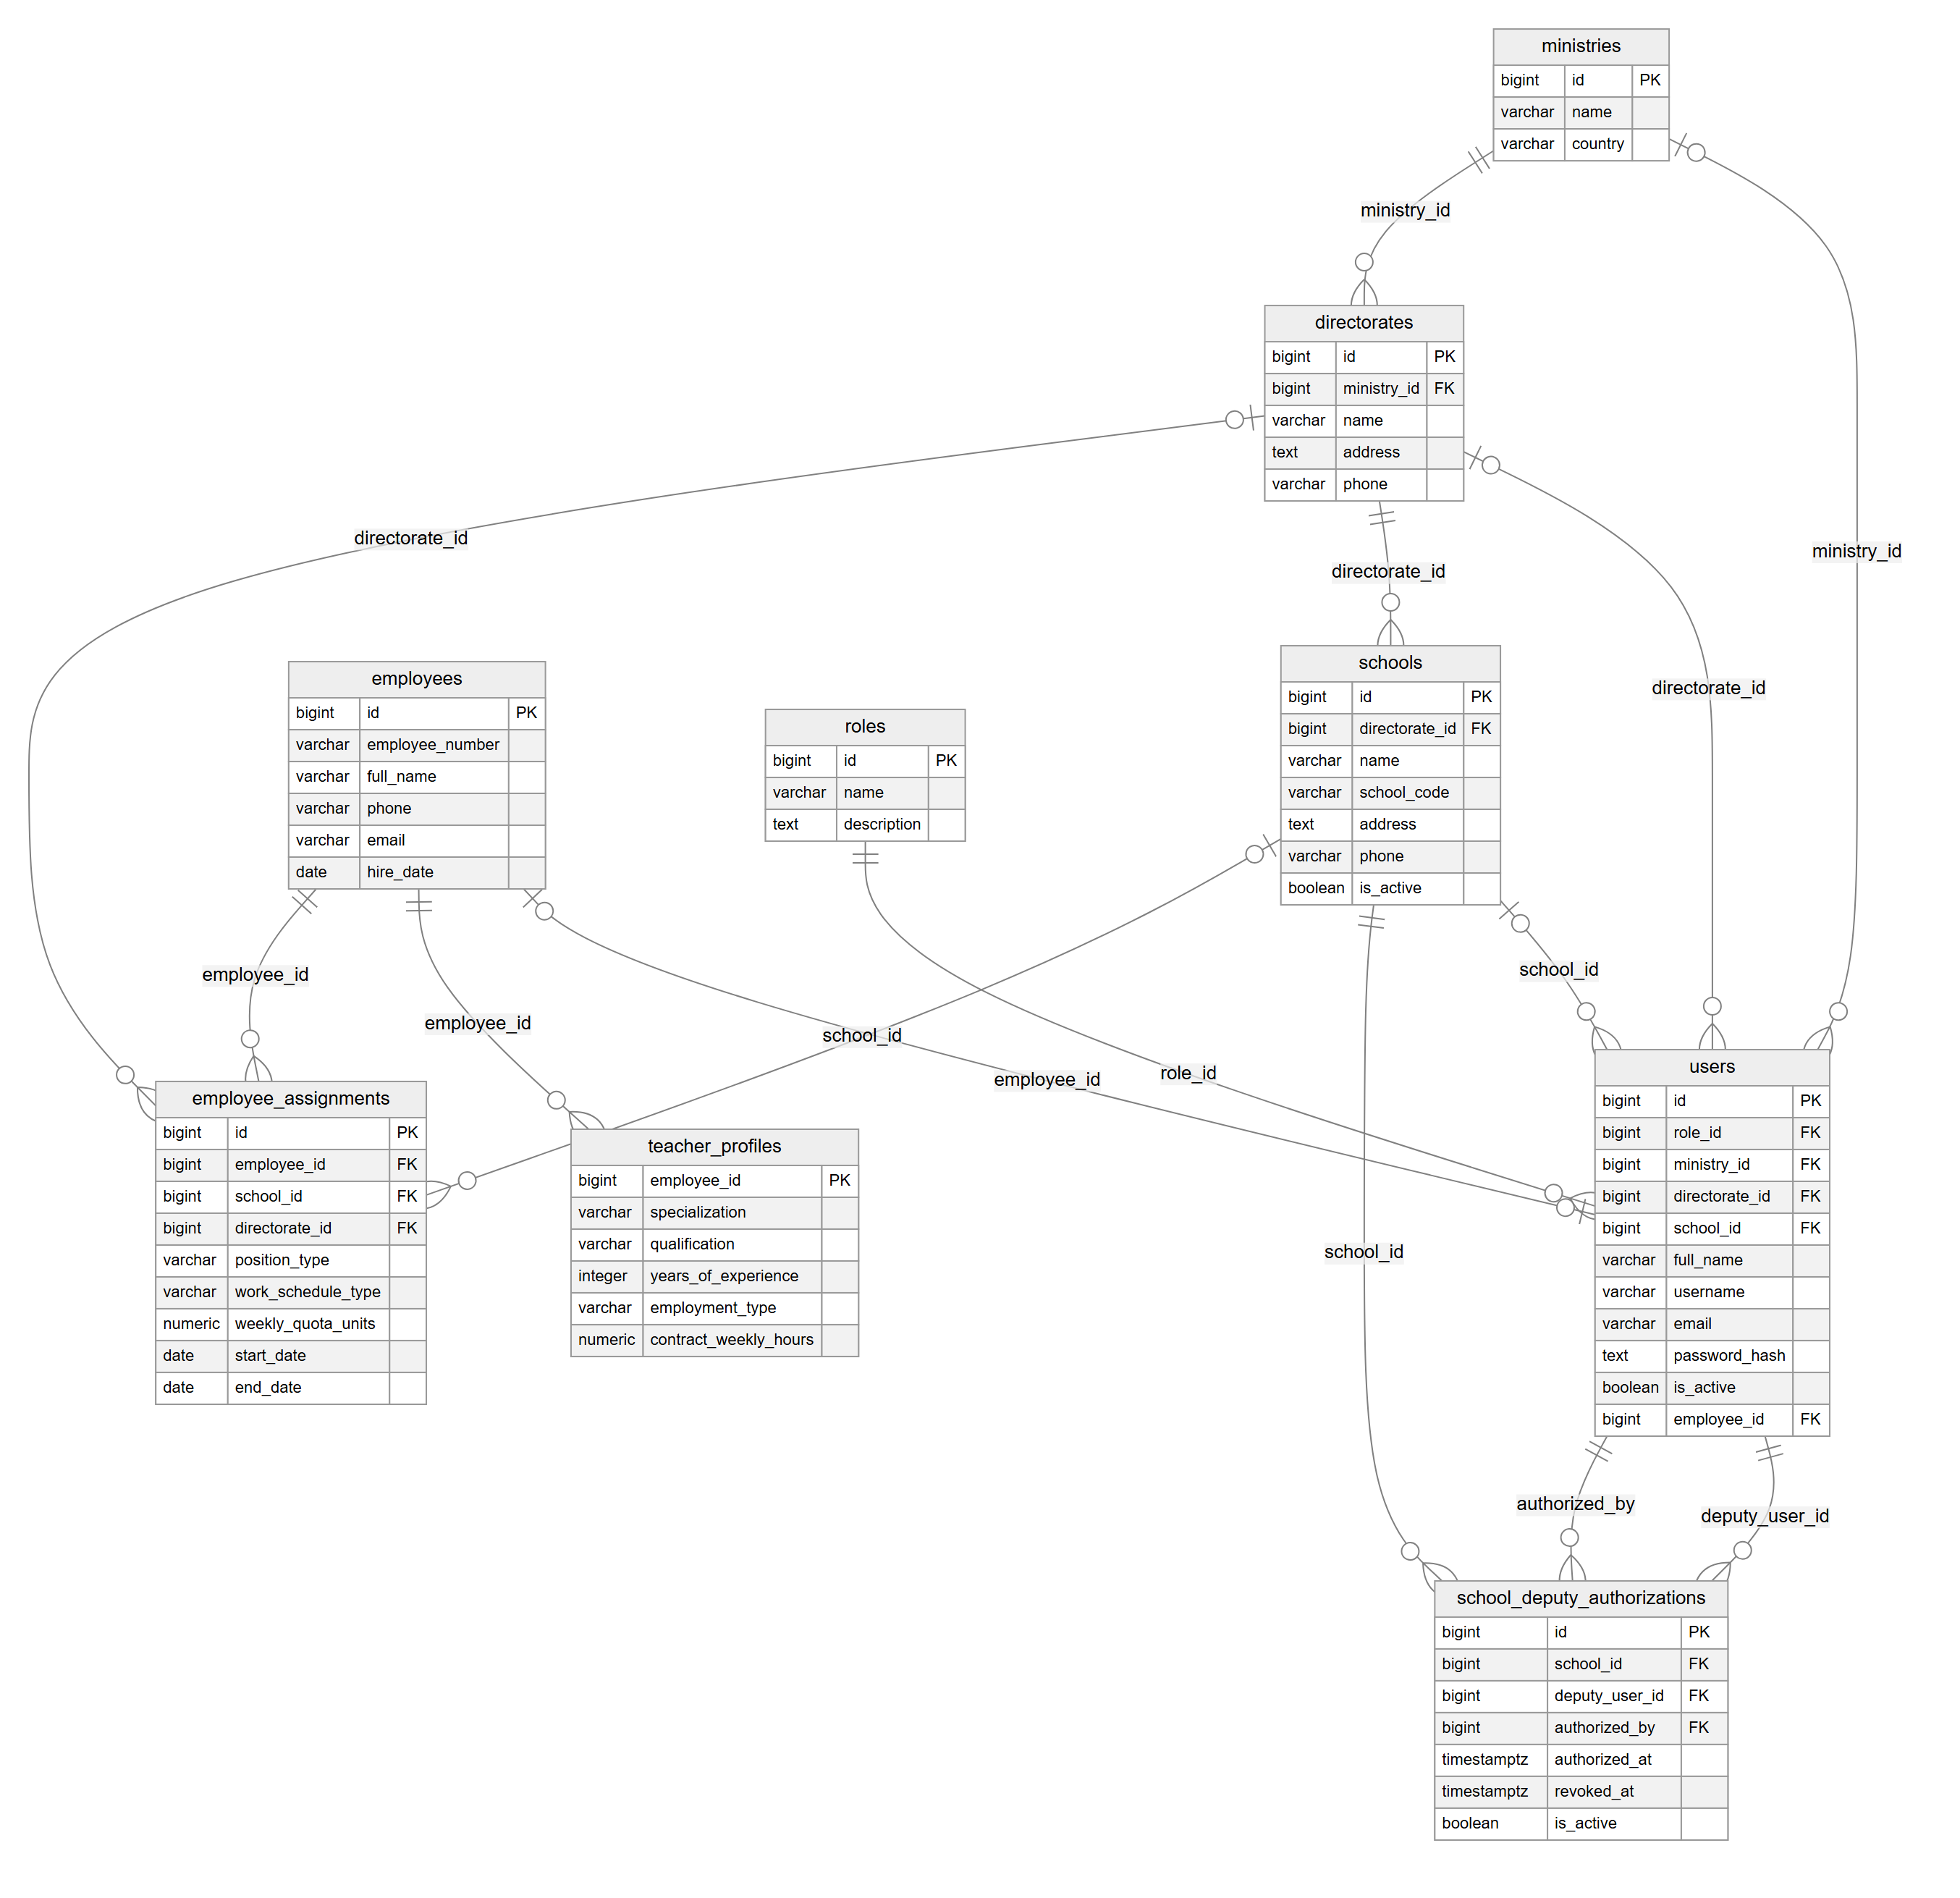 ministries
bigint id PK
varchar name
varchar country
ministry_id
directorates
bigint id PK
bigint ministry_id FK
varchar name
text address
varchar phone
directorate_id
ministry_id
directorate_id
schools
bigint id PK
bigint directorate_id FK
varchar name
varchar school_code
text address
varchar phone
boolean is_active
directorate_id
employees
bigint id PK
varchar employee_number
varchar full_name
varchar phone
varchar email
date hire_date
roles
bigint id PK
varchar name
text description
employee_id
employee_id
school_id
employee_id
role_id
school_id
employee_assignments
bigint id PK
bigint employee_id FK
bigint school_id FK
bigint directorate_id FK
varchar position_type
varchar work_schedule_type
numeric weekly_quota_units
date start_date
date end_date
teacher_profiles
bigint employee_id PK
varchar specialization
varchar qualification
integer years_of_experience
varchar employment_type
numeric contract_weekly_hours
users
bigint id PK
bigint role_id FK
bigint ministry_id FK
bigint directorate_id FK
bigint school_id FK
varchar full_name
varchar username
varchar email
text password_hash
boolean is_active
bigint employee_id FK
school_id
authorized_by
deputy_user_id
school_deputy_authorizations
bigint id PK
bigint school_id FK
bigint deputy_user_id FK
bigint authorized_by FK
timestamptz authorized_at
timestamptz revoked_at
boolean is_active